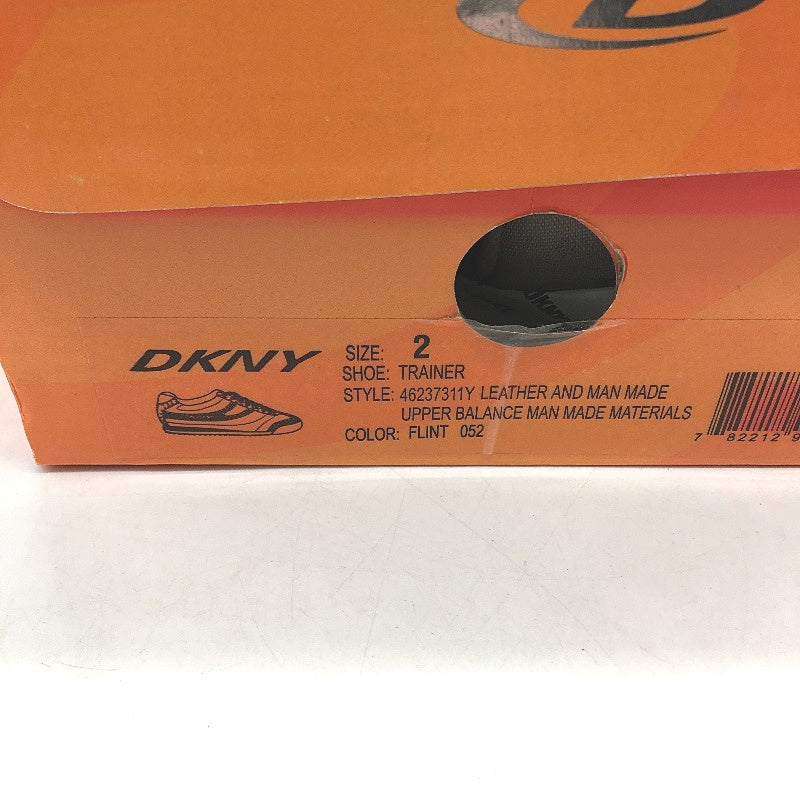 D
DKNY
SIZE: 2
SHOE: TRAINER
STYLE: 46237311Y LEATHER AND MAN MADE
UPPER BALANCE MAN MADE MATERIALS
COLOR: FLINT 052
7 82212 9